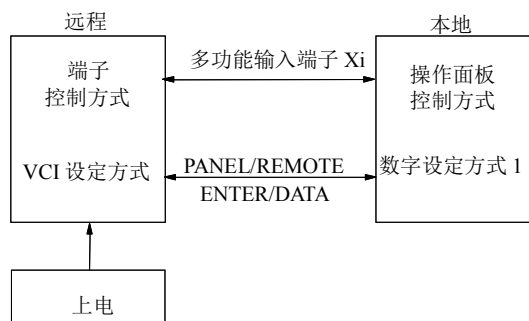 远程
本地
端子
控制方式
多功能输入端子 Xi
操作面板
控制方式
VCI 设定方式
PANEL/REMOTE
ENTER/DATA
数字设定方式 1
上电